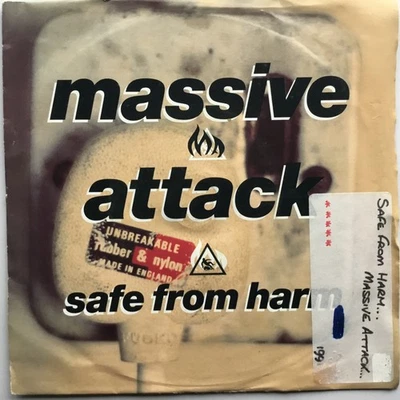 massive
attack
UNBREAKABLE
rubber & nylon
MADE IN ENGLAND
safe from harm
SAFE FROM HARM...
MASSIVE ATTACK...